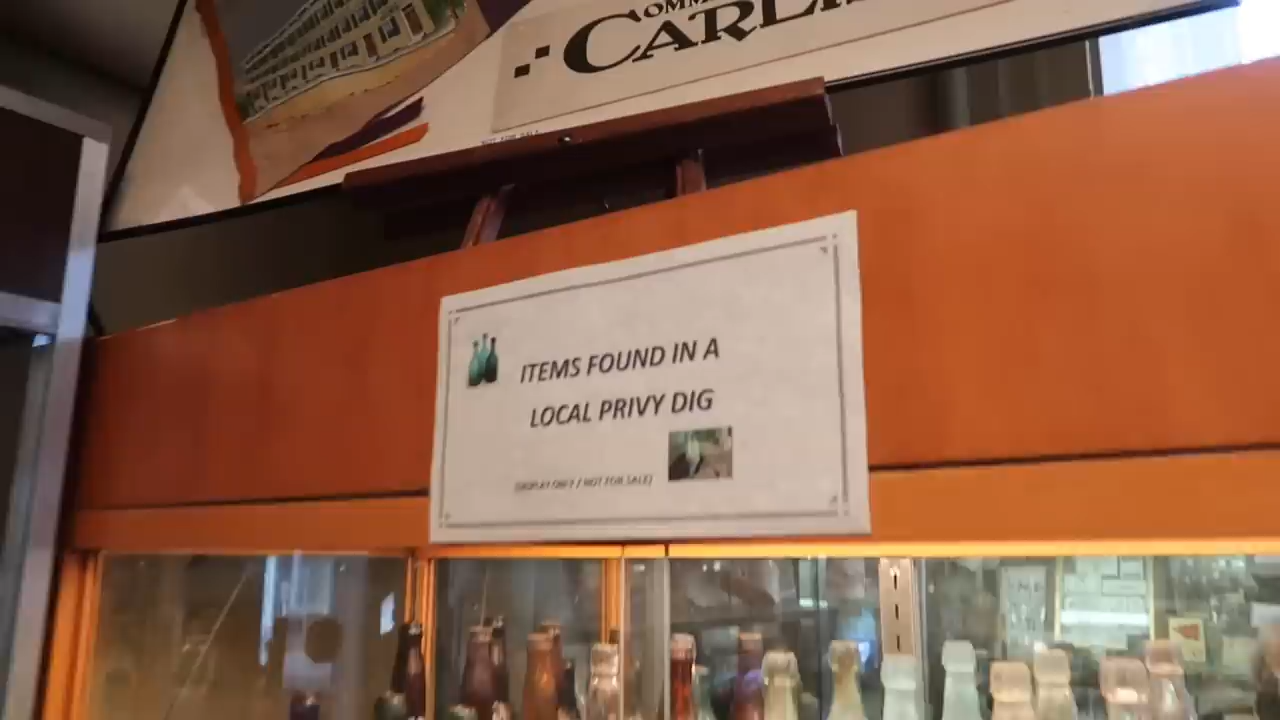 CARL
ITEMS FOUND IN A
LOCAL PRIVY DIG
(DISPLAY ONLY / NOT FOR SALE)